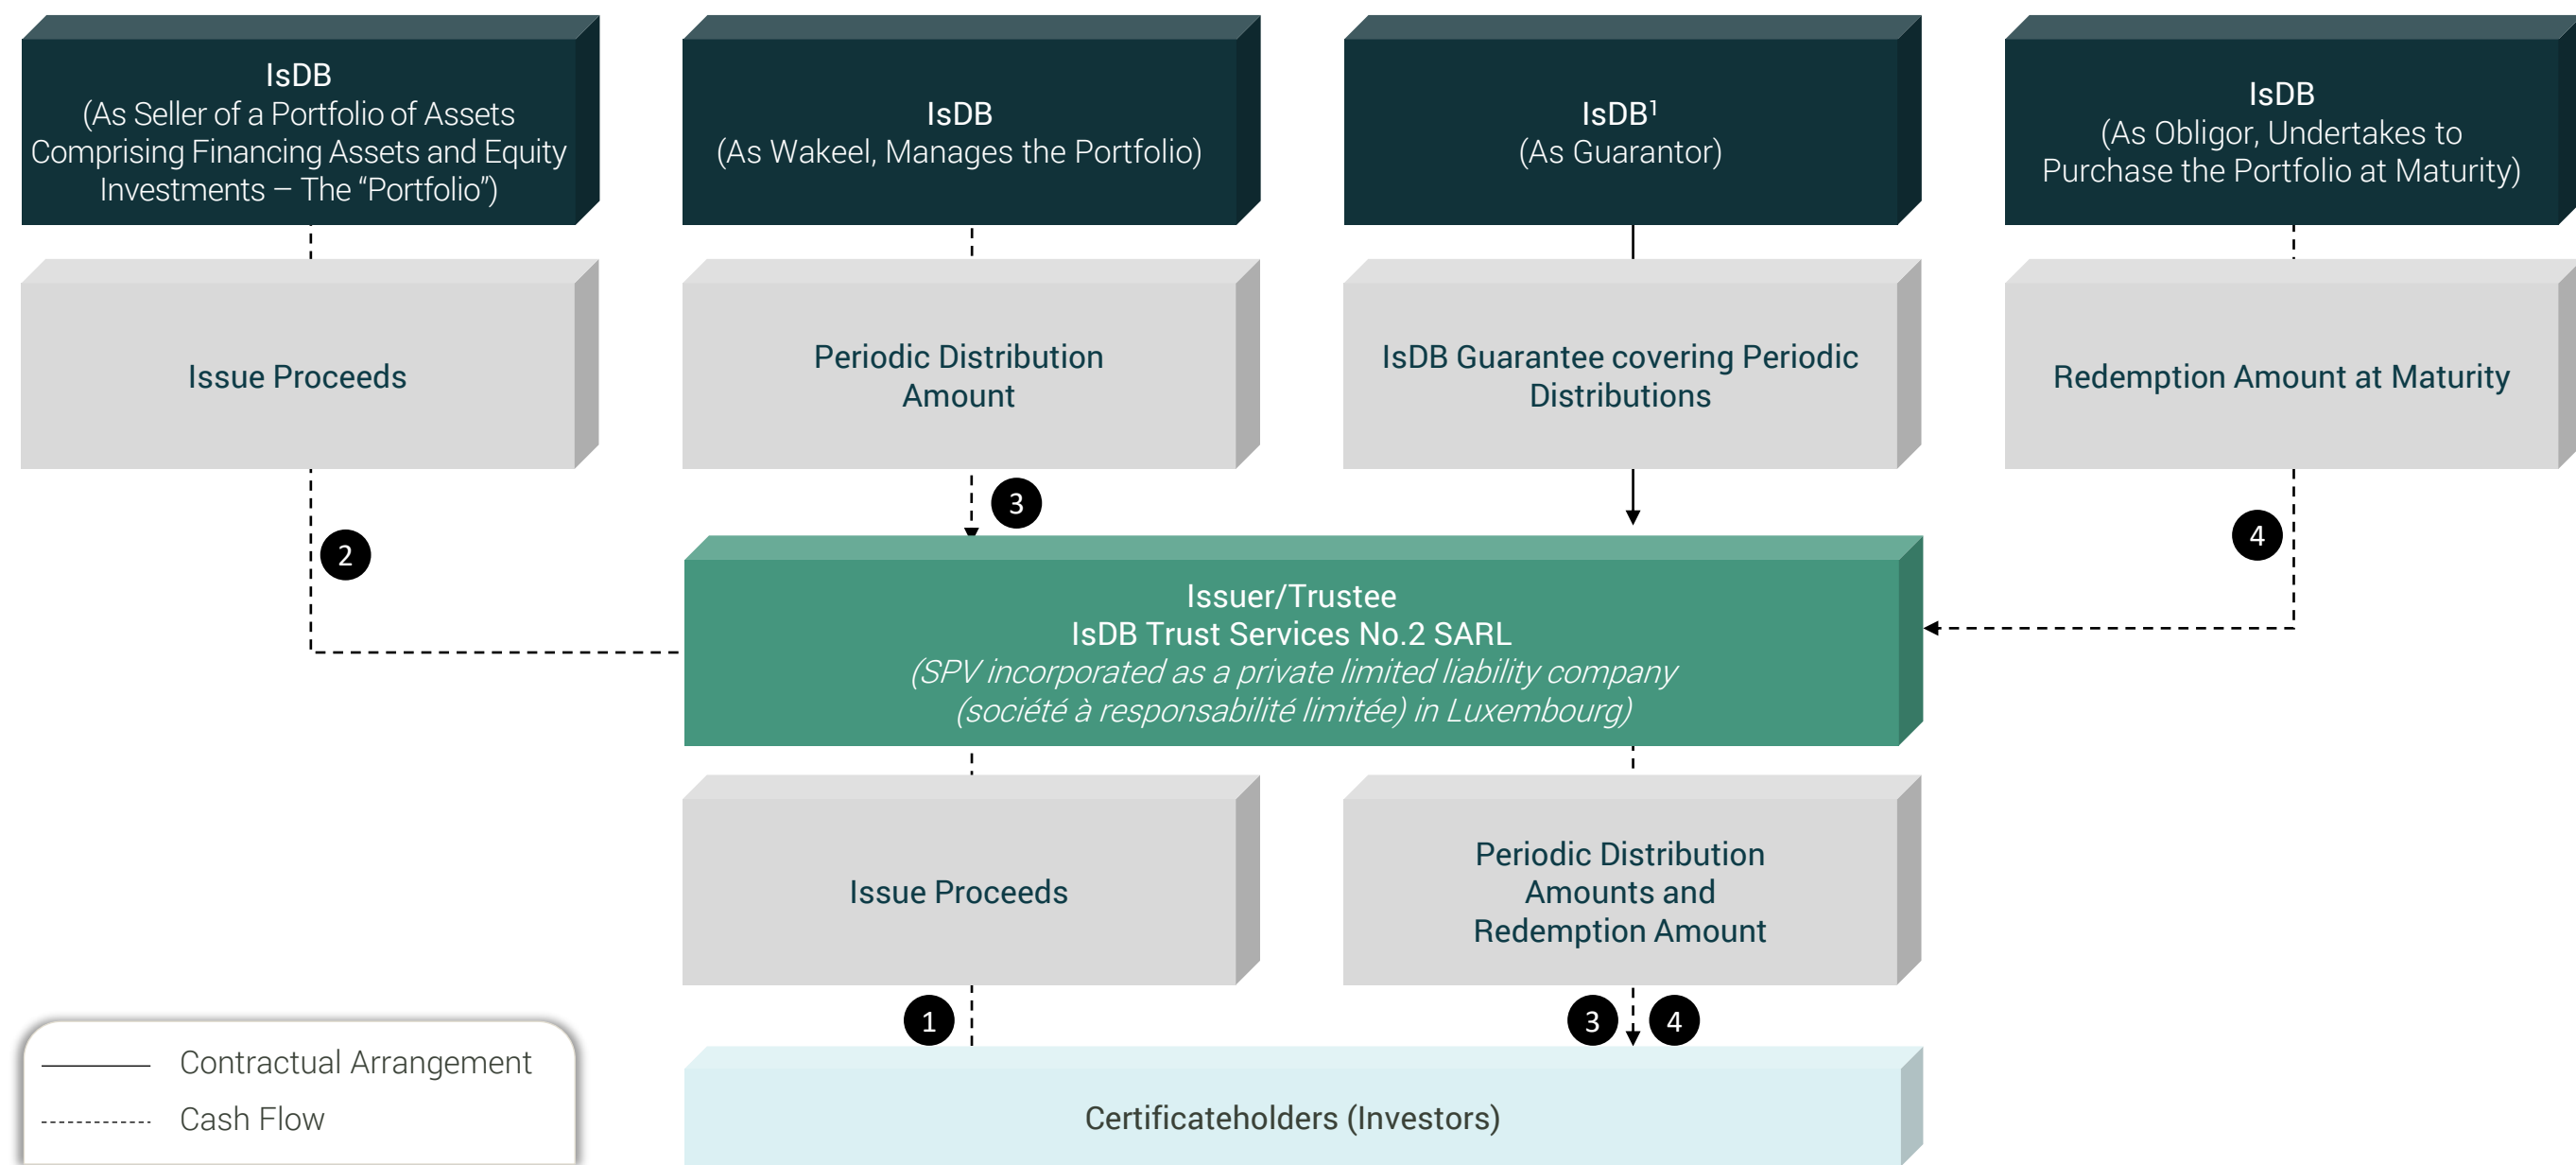 IsDB
(As Seller of a Portfolio of Assets
Comprising Financing Assets and Equity
Investments – The “Portfolio”)
IsDB
(As Wakeel, Manages the Portfolio)
IsDB¹
(As Guarantor)
IsDB
(As Obligor, Undertakes to
Purchase the Portfolio at Maturity)
Issue Proceeds
Periodic Distribution
Amount
IsDB Guarantee covering Periodic
Distributions
Redemption Amount at Maturity
3
2
4
Issuer/Trustee
IsDB Trust Services No.2 SARL
(SPV incorporated as a private limited liability company
(société à responsabilité limitée) in Luxembourg)
Issue Proceeds
Periodic Distribution
Amounts and
Redemption Amount
1
3
4
Contractual Arrangement
Cash Flow
Certificateholders (Investors)